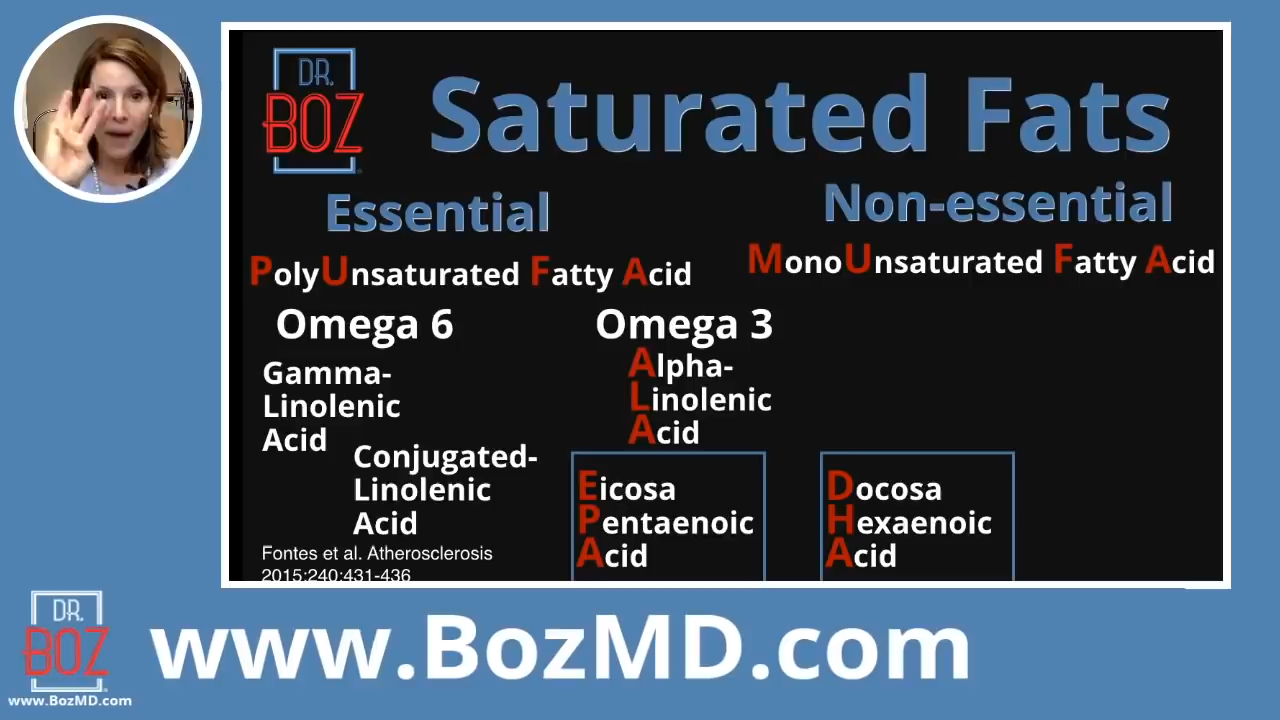 DR.
BOZ
Saturated Fats
Essential
Non-essential
PolyUnsaturated Fatty Acid
MonoUnsaturated Fatty Acid
Omega 6
Omega 3
Gamma-
Linolenic
Acid
Conjugated-
Linolenic
Acid
Alpha-
Linolenic
Acid
Eicosa
Pentaenoic
Acid
Docosa
Hexaenoic
Acid
Fontes et al. Atherosclerosis
2015;240:431-436
DR.
BOZ
www.BozMD.com
www.BozMD.com